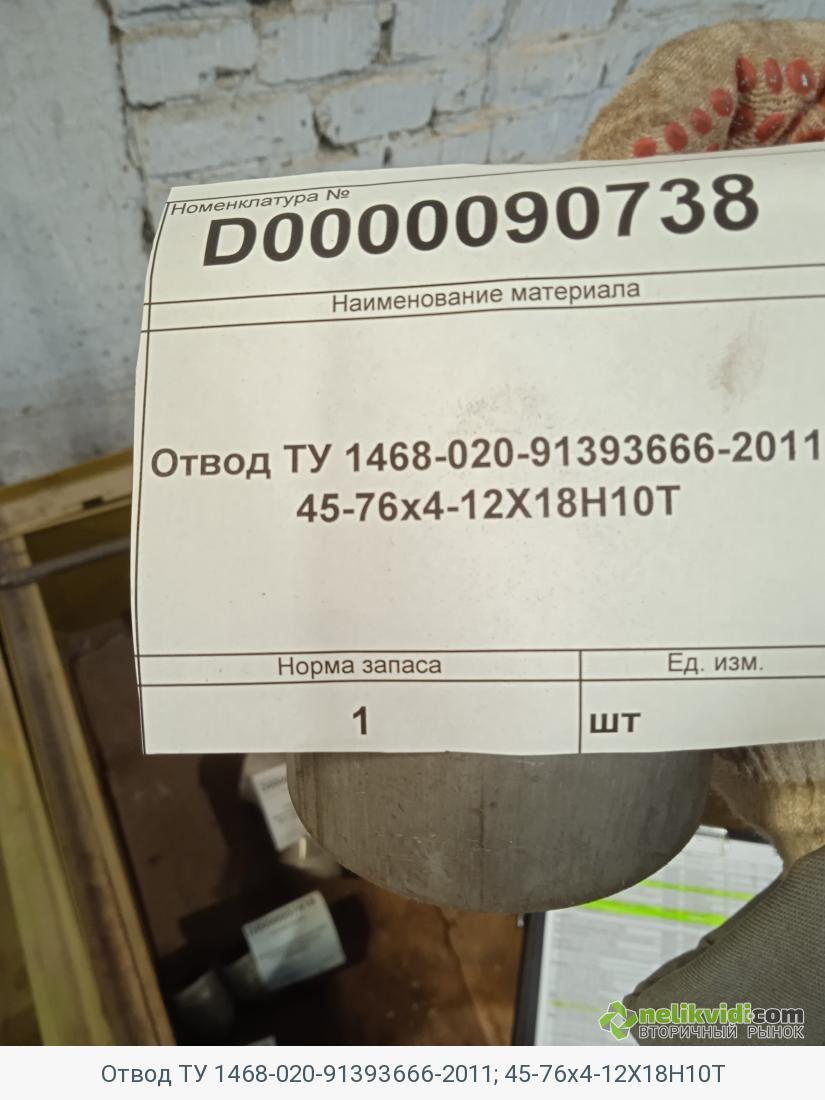 Номенклатура №
D0000090738
Наименование материала
Отвод ТУ 1468-020-91393666-2011
45-76х4-12Х18Н10Т
Норма запаса
Ед. изм.
1
шт
nelikvidi.com
ВТОРИЧНЫЙ РЫНОК
Отвод ТУ 1468-020-91393666-2011; 45-76х4-12Х18Н10Т